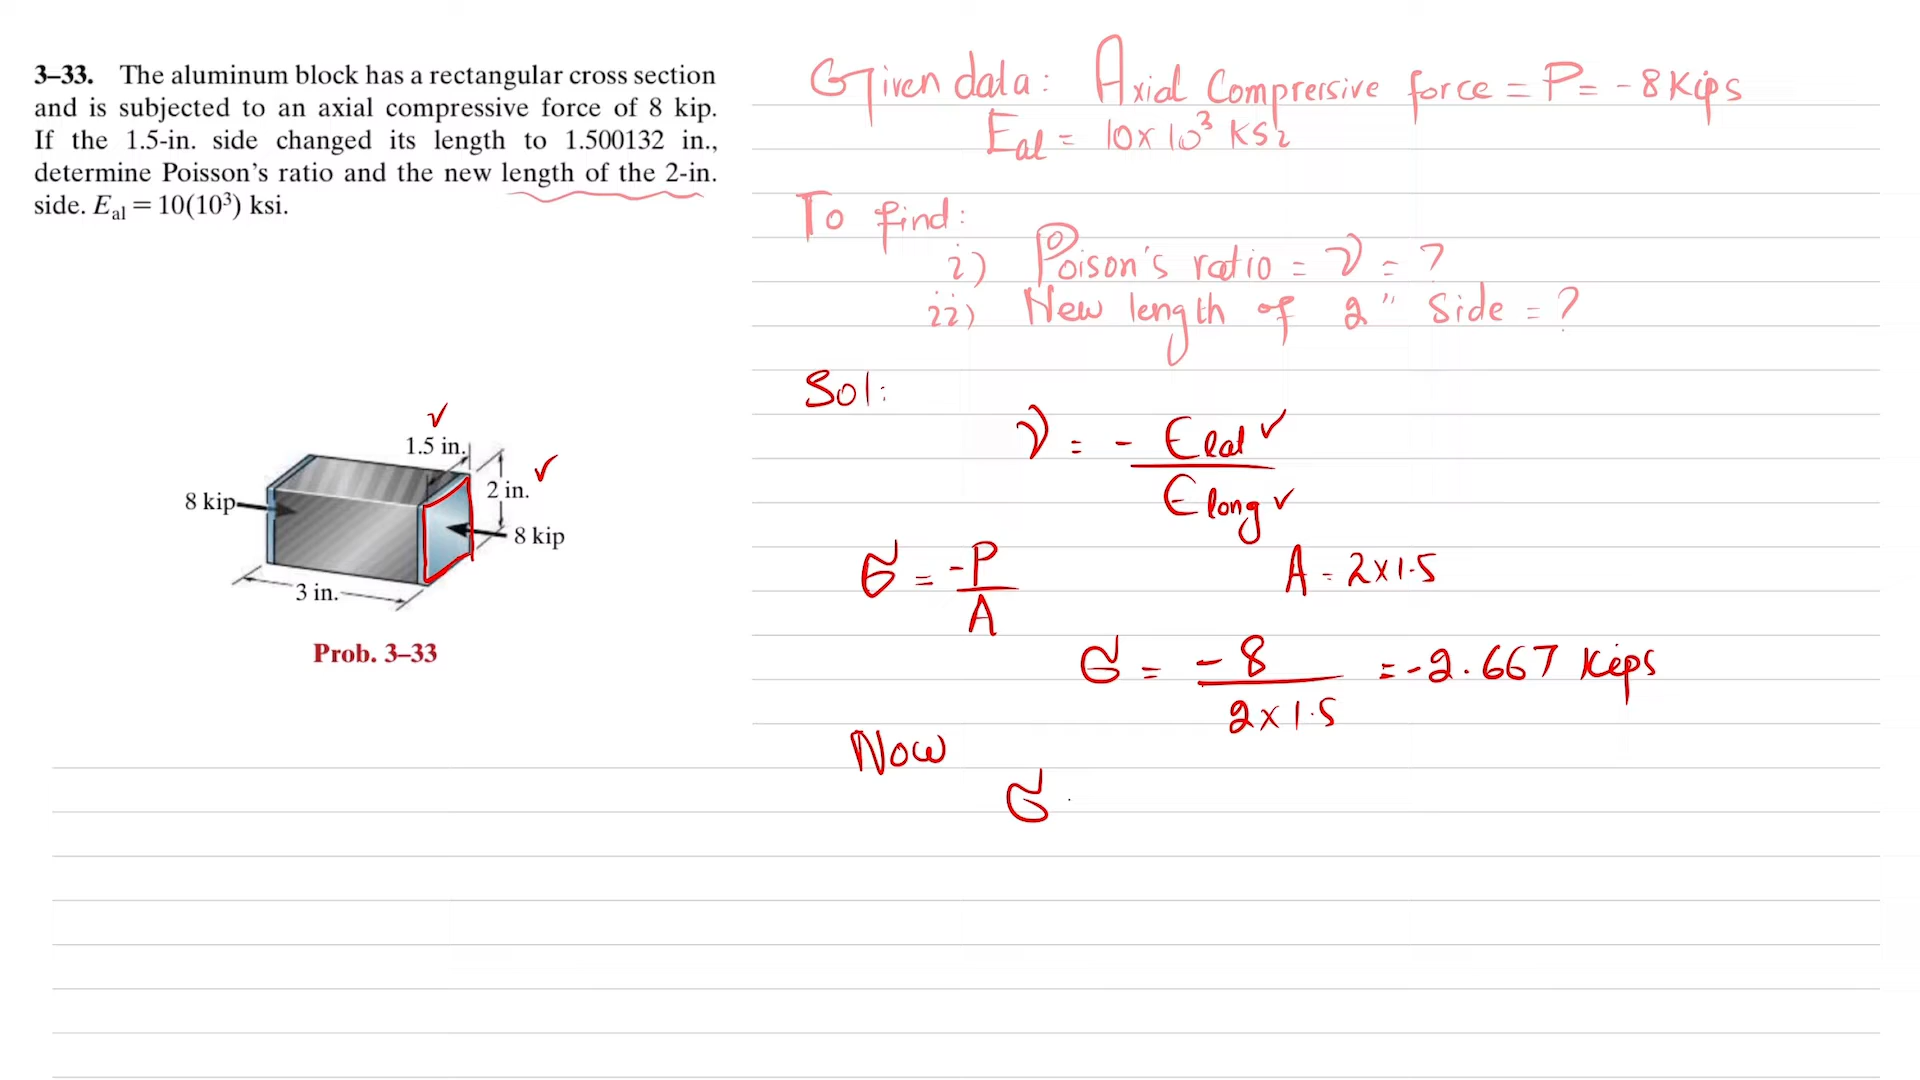 3–33. The aluminum block has a rectangular cross section
and is subjected to an axial compressive force of 8 kip.
If the 1.5-in. side changed its length to 1.500132 in.,
determine Poisson's ratio and the new length of the 2-in.
side. Eal = 10(10³) ksi.
1.5 in.
2 in.
8 kip
8 kip
3 in.
Prob. 3–33
Given data: Axial Compressive force = P = -8 Kips
Eal = 10x10³ KSi
To find:
i) Poison's ratio = ν = ?
ii) New length of 2" Side = ?
Sol:
ν = - ϵlat ✓
ϵlong ✓
σ = -P
A
A = 2x1.5
σ = -8 = -2.667 Kips
2x1.5
Now
σ